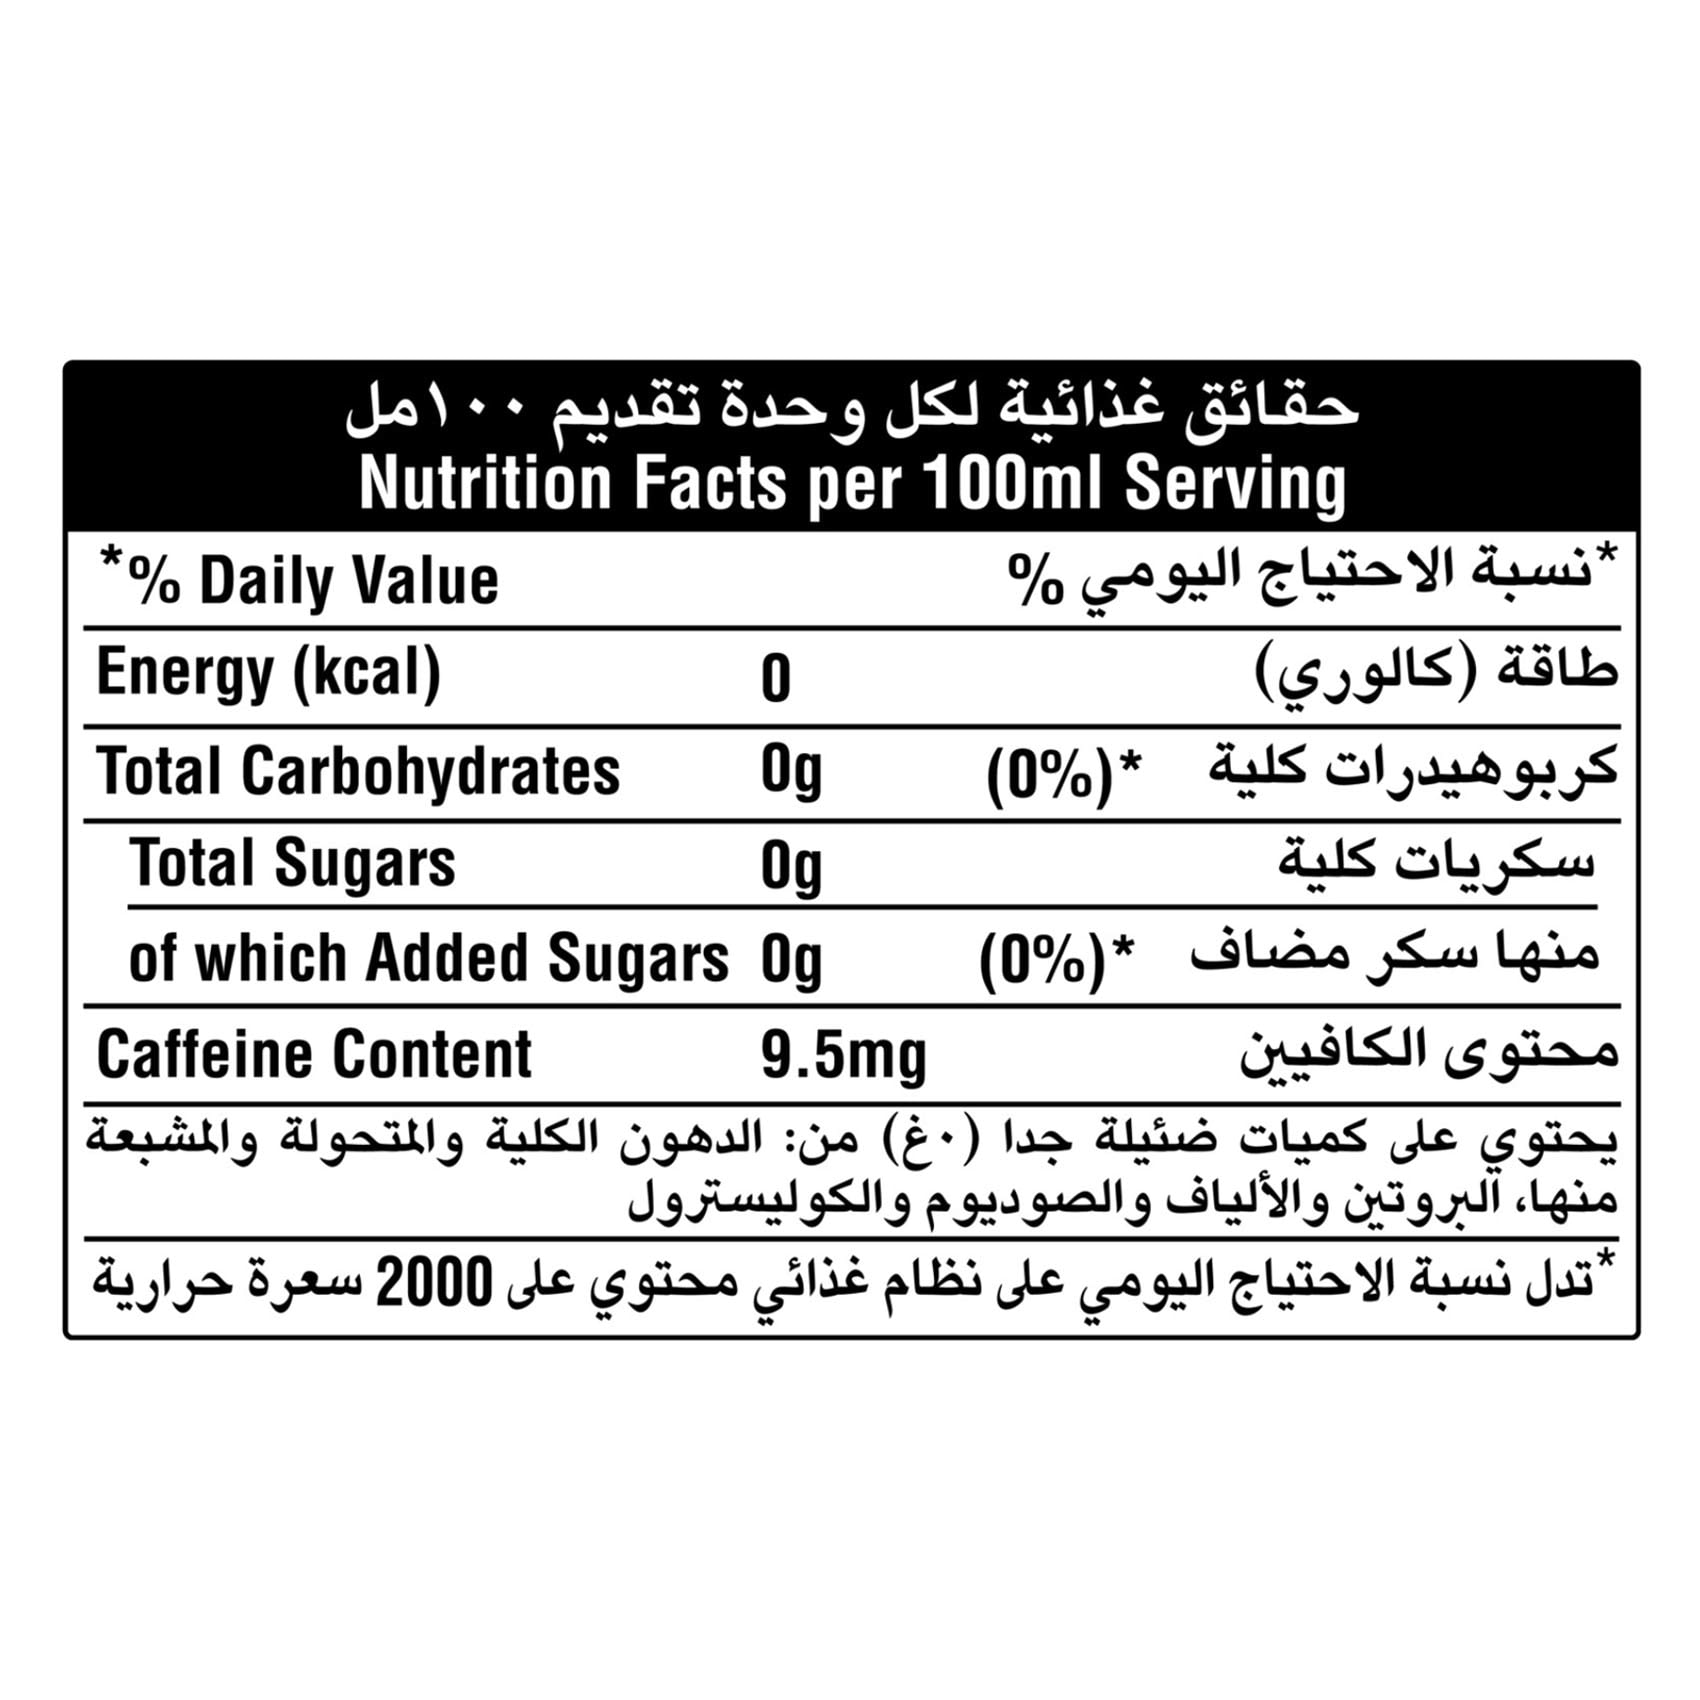 حقائق غذائية لكل وحدة تقديم ١٠٠مل
Nutrition Facts per 100ml Serving
*% Daily Value *نسبة الاحتياج اليومي %
Energy (kcal) 0 طاقة (كالوري)
Total Carbohydrates 0g (0%)* كربوهيدرات كلية
Total Sugars 0g سكريات كلية
of which Added Sugars 0g (0%)* منها سكر مضاف
Caffeine Content 9.5mg محتوى الكافيين
يحتوي على كميات ضئيلة جدا (٠غ) من: الدهون الكلية والمتحولة والمشبعة
منها، البروتين والألياف والصوديوم والكوليسترول
*تدل نسبة الاحتياج اليومي على نظام غذائي محتوي على 2000 سعرة حرارية